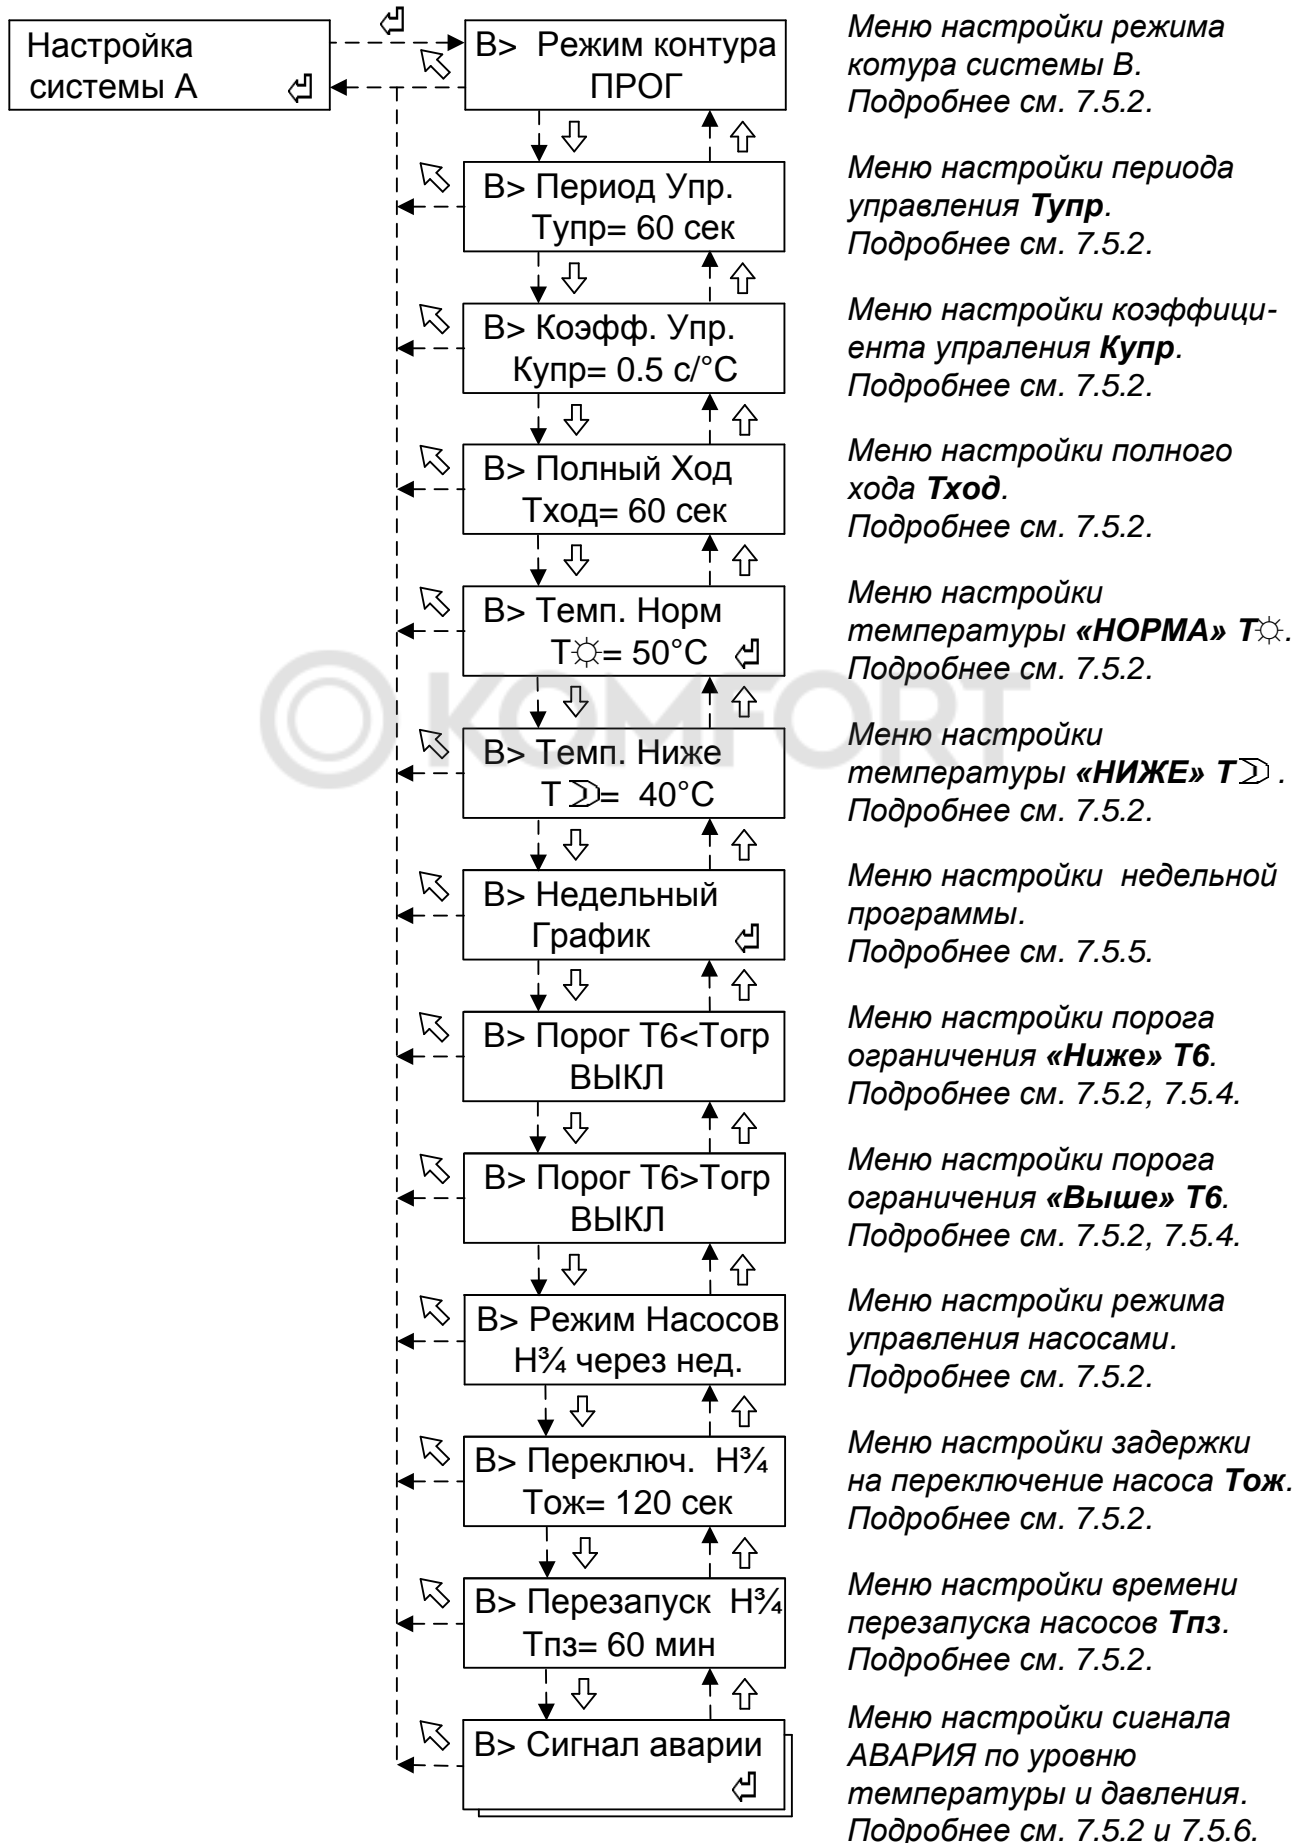 Настройка
системы А
В> Режим контура
ПРОГ
Меню настройки режима
котура системы В.
Подробнее см. 7.5.2.
В> Период Упр.
Тупр= 60 сек
Меню настройки периода
управления Тупр.
Подробнее см. 7.5.2.
В> Коэфф. Упр.
Купр= 0.5 с/°С
Меню настройки коэффици-
ента упраления Купр.
Подробнее см. 7.5.2.
В> Полный Ход
Тход= 60 сек
Меню настройки полного
хода Тход.
Подробнее см. 7.5.2.
В> Темп. Норм
Т☼= 50°С
Меню настройки
температуры «НОРМА» Т☼.
Подробнее см. 7.5.2.
KOMFORT
В> Темп. Ниже
Т☽= 40°С
Меню настройки
температуры «НИЖЕ» Т☽ .
Подробнее см. 7.5.2.
В> Недельный
График
Меню настройки недельной
программы.
Подробнее см. 7.5.5.
В> Порог Т6<Тогр
ВЫКЛ
Меню настройки порога
ограничения «Ниже» Т6.
Подробнее см. 7.5.2, 7.5.4.
В> Порог Т6>Тогр
ВЫКЛ
Меню настройки порога
ограничения «Выше» Т6.
Подробнее см. 7.5.2, 7.5.4.
В> Режим Насосов
Н¾ через нед.
Меню настройки режима
управления насосами.
Подробнее см. 7.5.2.
В> Переключ. Н¾
Тож= 120 сек
Меню настройки задержки
на переключение насоса Тож.
Подробнее см. 7.5.2.
В> Перезапуск Н¾
Тпз= 60 мин
Меню настройки времени
перезапуска насосов Тпз.
Подробнее см. 7.5.2.
В> Сигнал аварии
Меню настройки сигнала
АВАРИЯ по уровню
температуры и давления.
Подробнее см. 7.5.2 и 7.5.6.